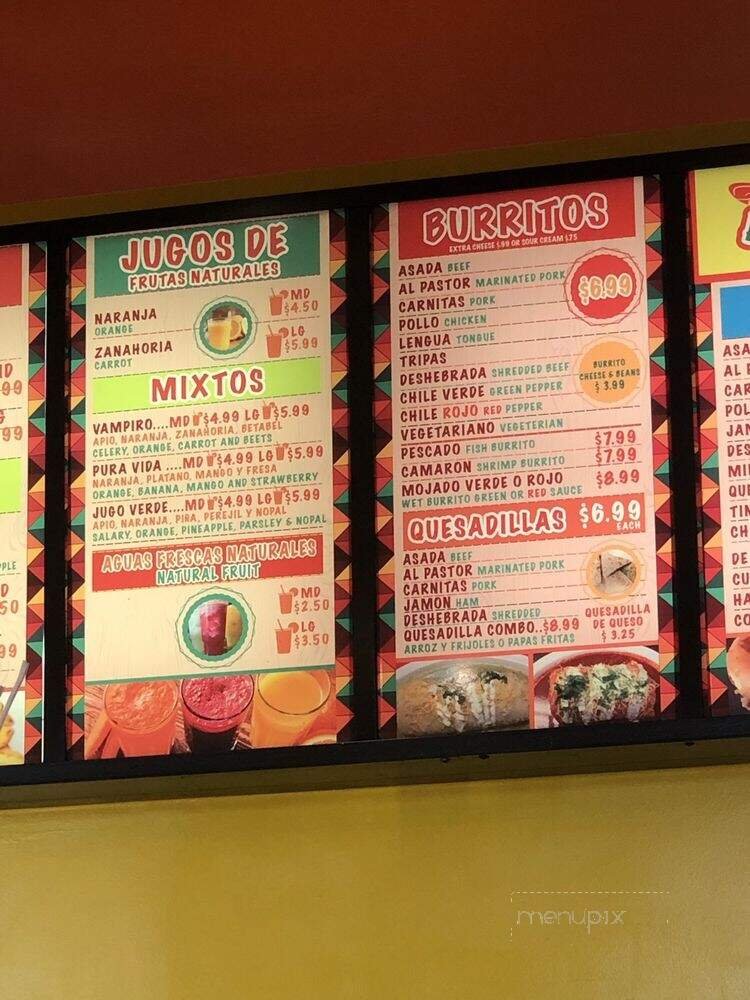 JUGOS DE
FRUTAS NATURALES
NARANJA
ORANGE
MD
$4.50
ZANAHORIA
CARROT
LG
$5.99
MIXTOS
VAMPIRO....MD $4.99 LG $5.99
APIO, NARANJA, ZANAHORIA, BETABEL
CELERY, ORANGE, CARROT AND BEETS
PURA VIDA ....MD $4.99 LG $5.99
NARANJA, PLATANO, MANGO Y FRESA
ORANGE, BANANA, MANGO AND STRAWBERRY
JUGO VERDE....MD $4.99 LG $5.99
APIO, NARANJA, PIÑA, PEREJIL Y NOPAL
SALARY, ORANGE, PINEAPPLE, PARSLEY & NOPAL
AGUAS FRESCAS NATURALES
NATURAL FRUIT
MD
$2.50
LG
$3.50
BURRITOS
EXTRA CHEESE $.99 OR SOUR CREAM $.75
ASADA BEEF
AL PASTOR MARINATED PORK
CARNITAS PORK
$6.99
POLLO CHICKEN
LENGUA TONGUE
TRIPAS
DESHEBRADA SHREDDED BEEF
CHILE VERDE GREEN PEPPER
CHILE ROJO RED PEPPER
BURRITO
CHEESE & BEANS
$ 3.99
VEGETARIANO VEGETERIAN
PESCADO FISH BURRITO $7.99
CAMARON SHRIMP BURRITO $7.99
MOJADO VERDE O ROJO $8.99
WET BURRITO GREEN OR RED SAUCE
QUESADILLAS $6.99
EACH
ASADA BEEF
AL PASTOR MARINATED PORK
CARNITAS PORK
JAMON HAM
DESHEBRADA SHREDDED
QUESADILLA COMBO..$8.99
ARROZ Y FRIJOLES O PAPAS FRITAS
QUESADILLA
DE QUESO
$ 3.25
menupix